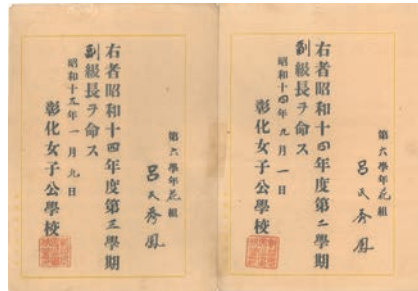 第六學年花組
呂氏秀鳳
右者昭和十四年度第二學期
副級長ヲ命ス
昭和十四年九月一日
彰化女子公學校
第六學年花組
呂氏秀鳳
右者昭和十四年度第三學期
副級長ヲ命ス
昭和十五年一月九日
彰化女子公學校